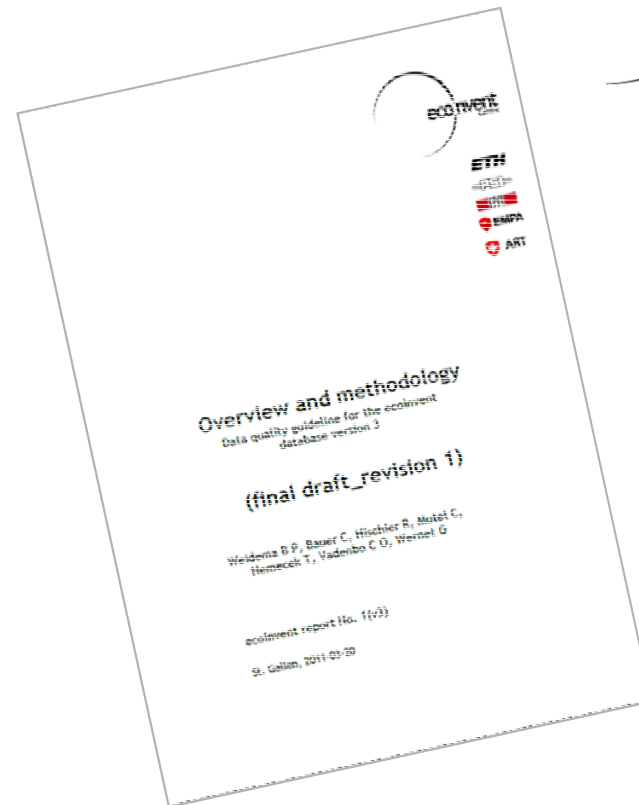 ecoinvent
ETH
EMPA
ART
Overview and methodology
Data quality guideline for the ecoinvent
database version 3
(final draft_revision 1)
Weidema B P, Bauer C, Hischier R, Mutel C,
Nemecek T, Vadenbo C O, Wernet G
ecoinvent report No. 1(v3)
St. Gallen, 2011-03-20